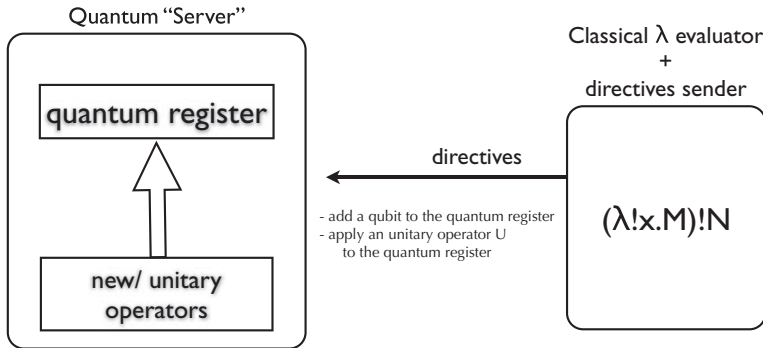 Quantum “Server”
quantum register
new/ unitary
operators
directives
- add a qubit to the quantum register
- apply an unitary operator U
to the quantum register
Classical λ evaluator
+
directives sender
(λ!x.M)!N